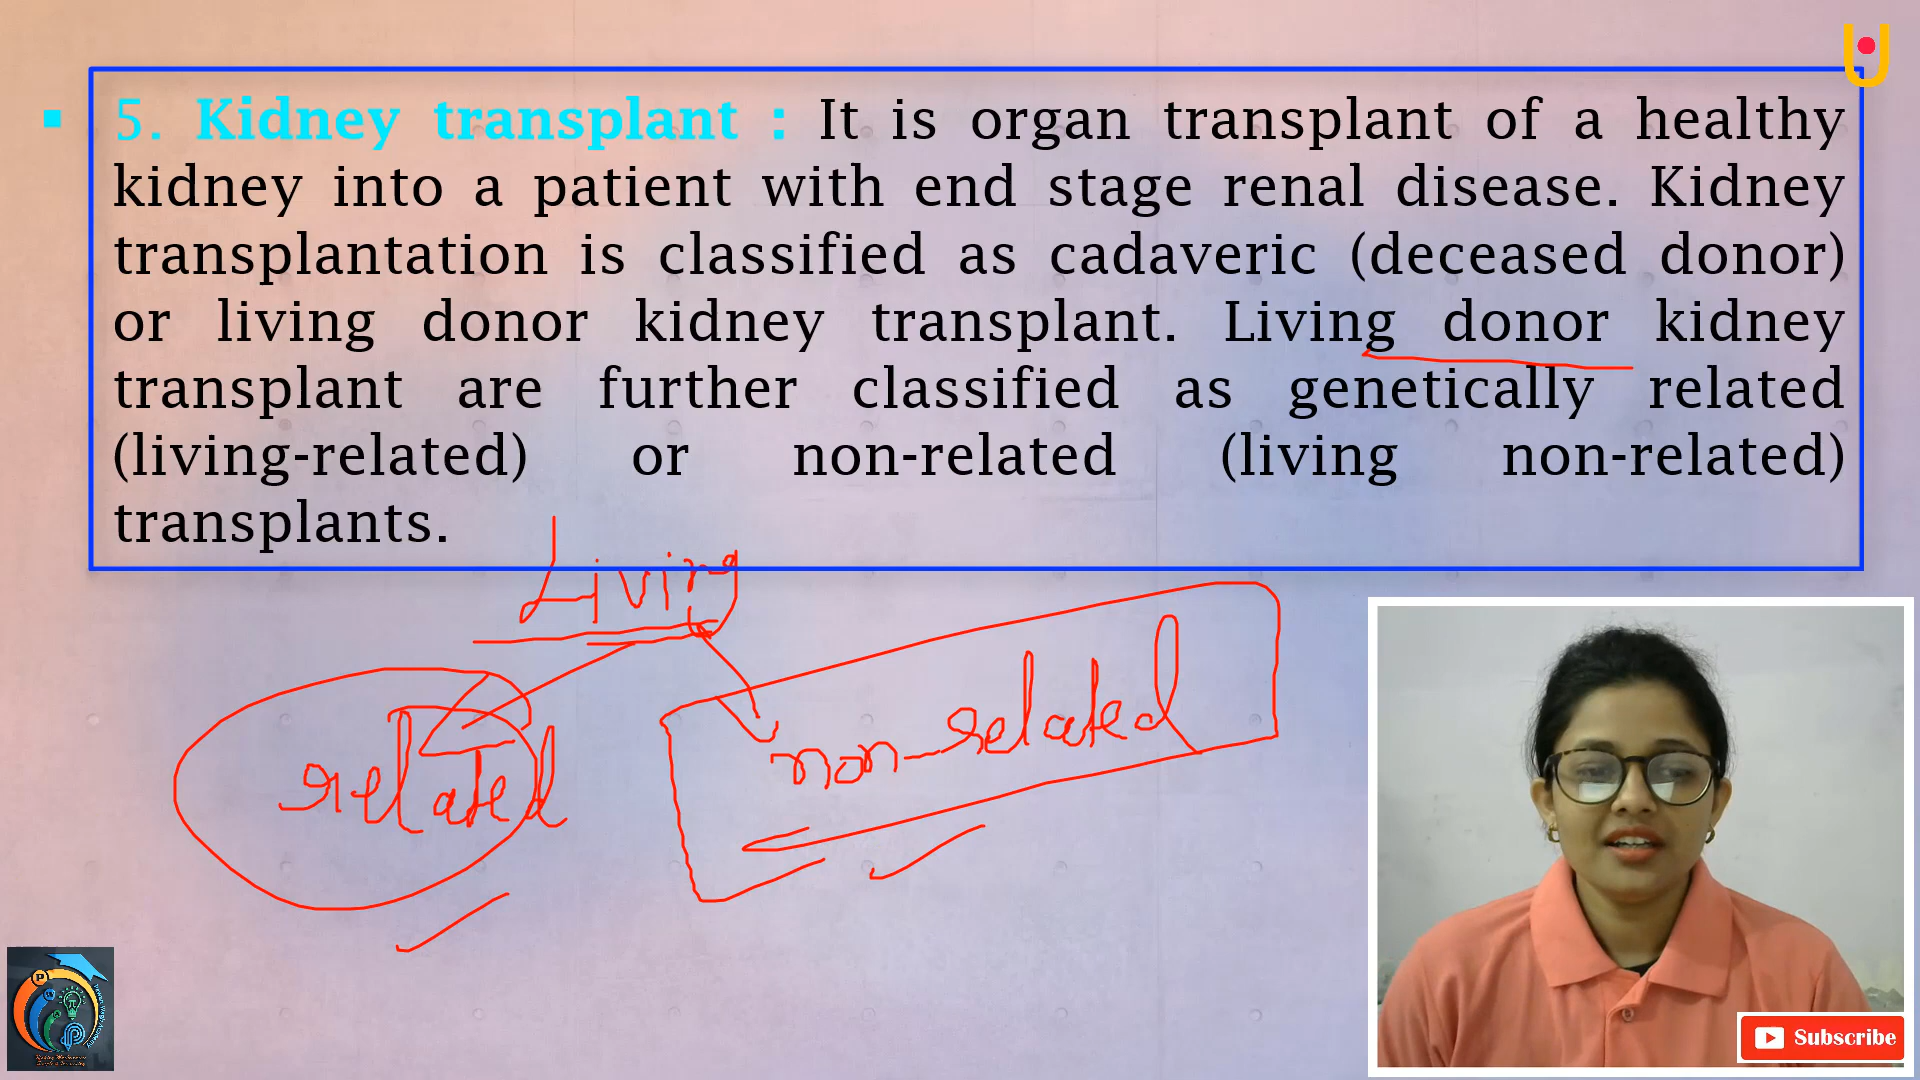 5. Kidney transplant : It is organ transplant of a healthy
kidney into a patient with end stage renal disease. Kidney
transplantation is classified as cadaveric (deceased donor)
or living donor kidney transplant. Living donor kidney
transplant are further classified as genetically related
(living-related) or non-related (living non-related)
transplants.
Living
related
non-related
Subscribe